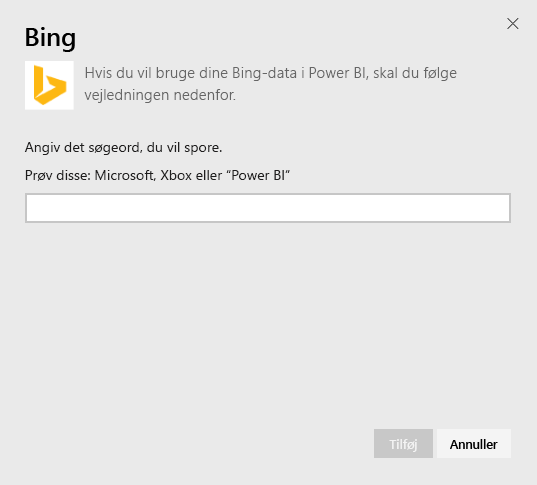 Bing
Hvis du vil bruge dine Bing-data i Power BI, skal du følge
vejledningen nedenfor.
Angiv det søgeord, du vil spore.
Prøv disse: Microsoft, Xbox eller “Power BI”
Tilføj
Annuller